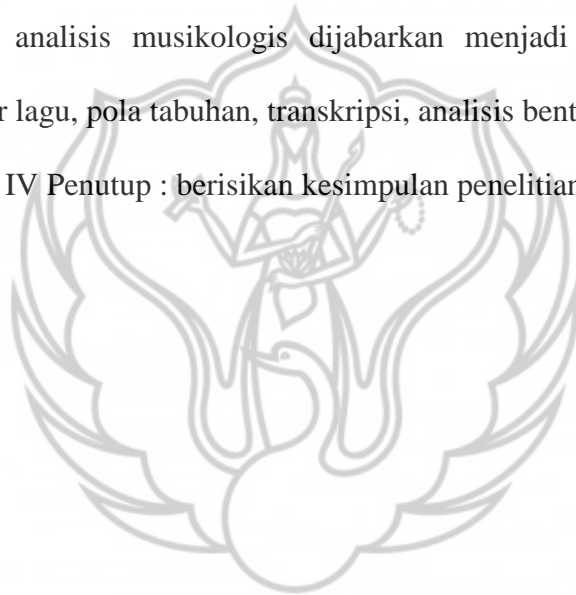 analisis musikologis dijabarkan menjadi
r lagu, pola tabuhan, transkripsi, analisis bent
IV Penutup : berisikan kesimpulan penelitian